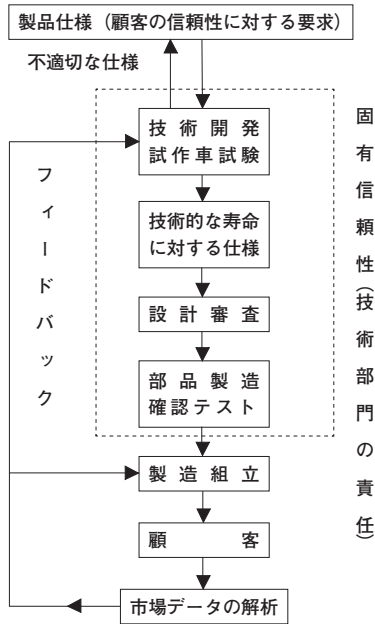 製品仕様（顧客の信頼性に対する要求）
不適切な仕様
技術開発
試作車試験
技術的な寿命
に対する仕様
設計審査
部品製造
確認テスト
製造組立
顧客
市場データの解析
フィードバック
固有信頼性（技術部門の責任）